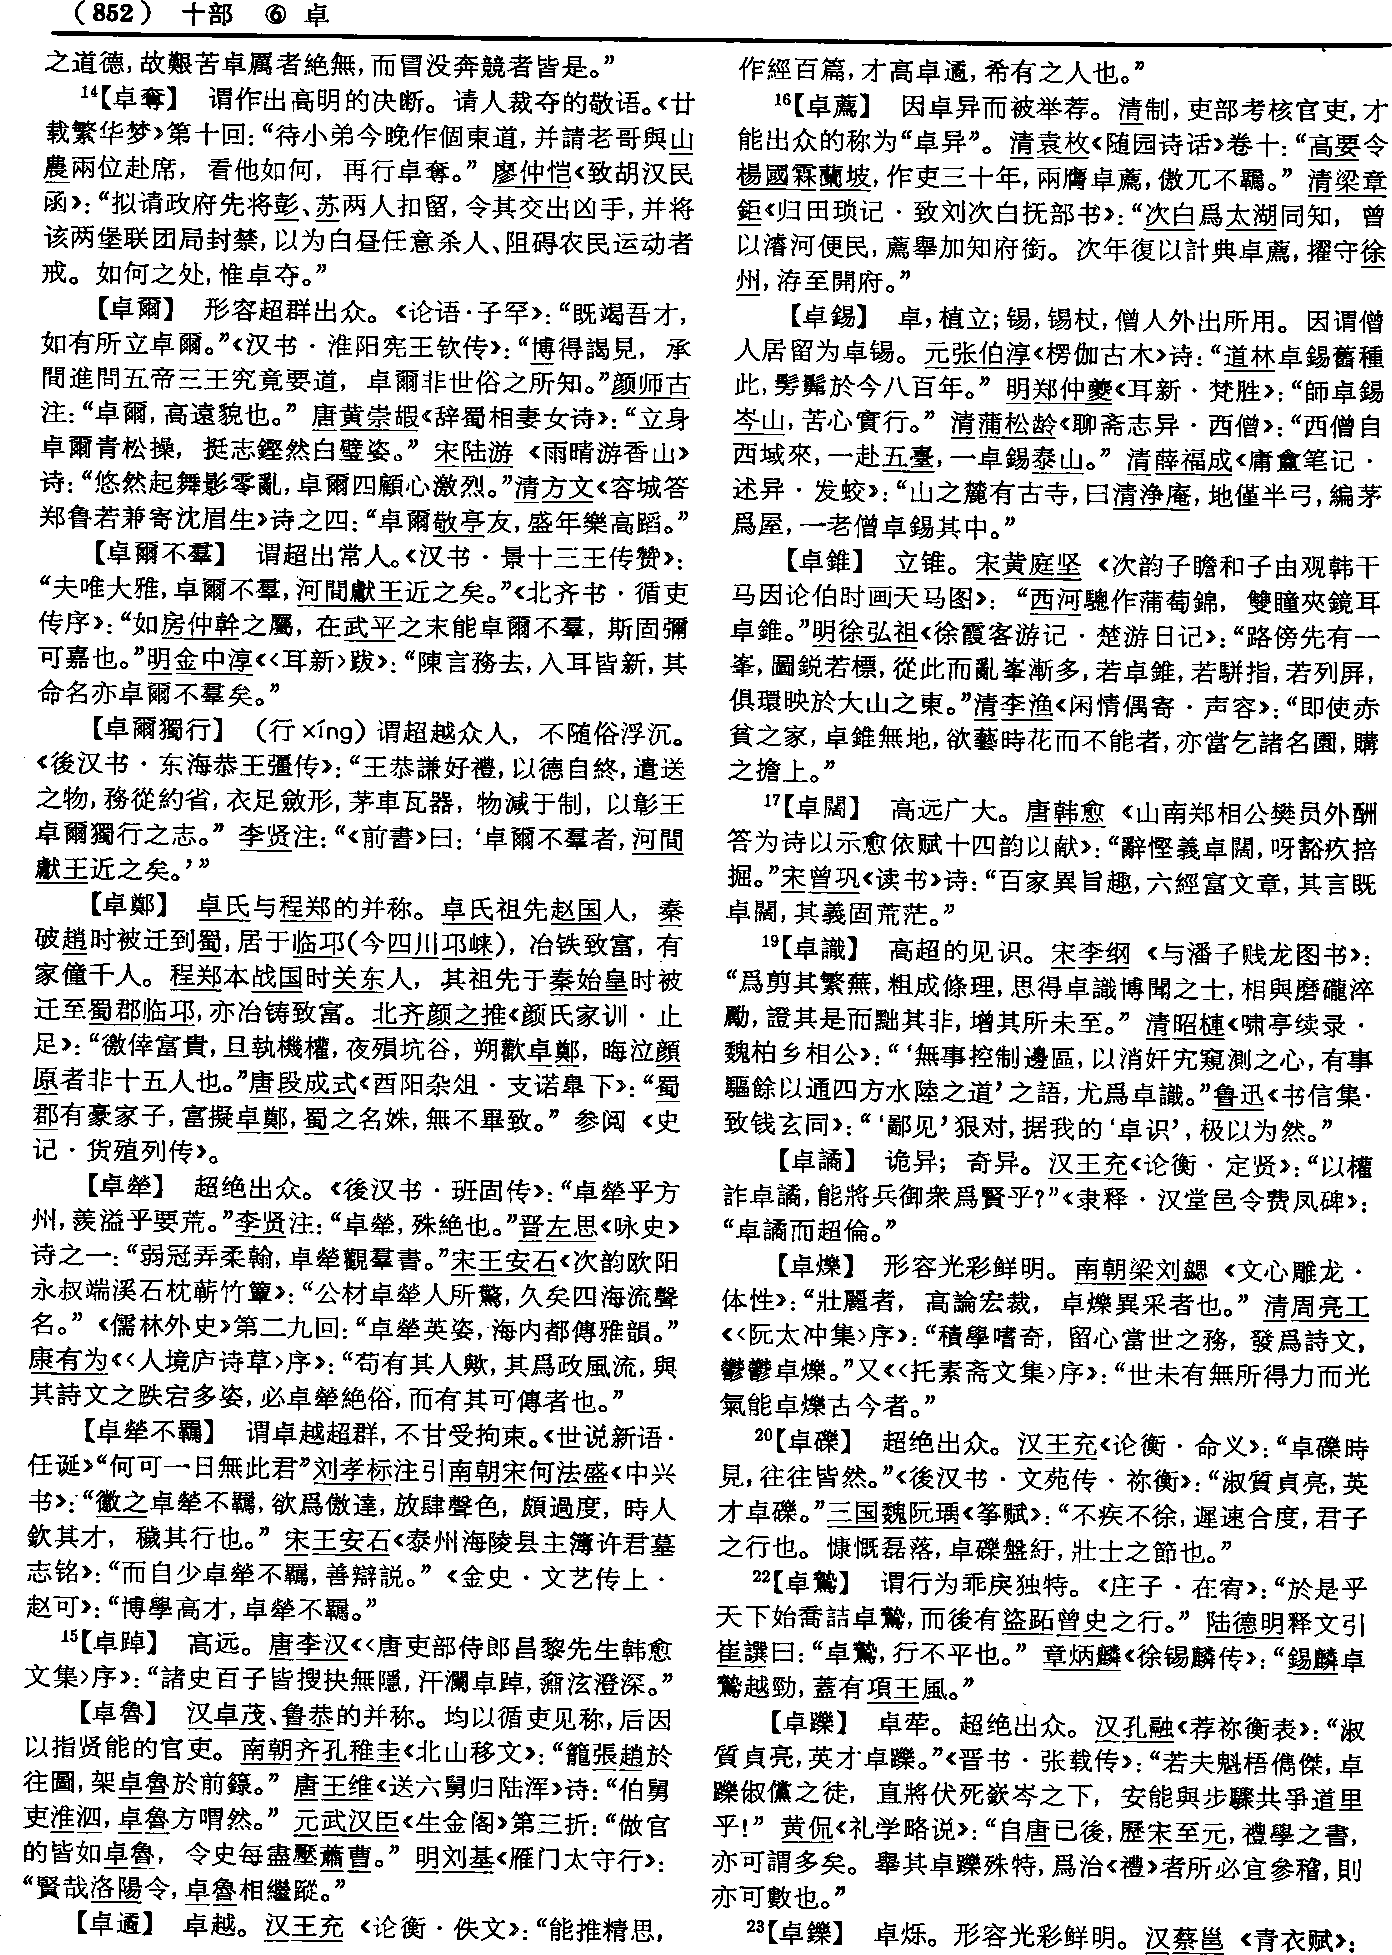 (852) 十部 ⑥ 卓
之道德，故艱苦卓厲者絶無，而冒没奔競者皆是。”
14【卓奪】 谓作出高明的决断。请人裁夺的敬语。《廿
载繁华梦》第十回：“待小弟今晚作個東道，并請老哥與山
農兩位赴席，看他如何，再行卓奪。”廖仲恺《致胡汉民
函》：“拟请政府先将彭、苏两人扣留，令其交出凶手，并将
该两堡联团局封禁，以为白昼任意杀人、阻碍农民运动者
戒。如何之处，惟卓夺。”
【卓爾】 形容超群出众。《论语·子罕》：“既竭吾才，
如有所立卓爾。”《汉书·淮阳宪王钦传》：“博得謁見，承
間進問五帝三王究竟要道，卓爾非世俗之所知。”颜师古
注：“卓爾，高遠貌也。”唐黄崇嘏《辞蜀相妻女诗》：“立身
卓爾青松操，挺志鏗然白璧姿。”宋陆游《雨晴游香山》
诗：“悠然起舞影零亂，卓爾四顧心激烈。”清方文《容城答
郑鲁若兼寄沈眉生》诗之四：“卓爾敬亭友，盛年樂高蹈。”
【卓爾不羣】 谓超出常人。《汉书·景十三王传赞》：
“夫唯大雅，卓爾不羣，河間獻王近之矣。”《北齐书·循吏
传序》：“如房仲幹之屬，在武平之末能卓爾不羣，斯固彌
可嘉也。”明金中淳《〈耳新〉跋》：“陳言務去，入耳皆新，其
命名亦卓爾不羣矣。”
【卓爾獨行】 (行 xíng) 谓超越众人，不随俗浮沉。
《後汉书·东海恭王彊传》：“王恭謙好禮，以德自終，遣送
之物，務從約省，衣足斂形，茅車瓦器，物減于制，以彰王
卓爾獨行之志。”李贤注：“《前書》曰：‘卓爾不羣者，河間
獻王近之矣。’”
【卓鄭】 卓氏与程郑的并称。卓氏祖先赵国人，秦
破趙时被迁到蜀，居于临邛(今四川邛崃)，冶铁致富，有
家僮千人。程郑本战国时关东人，其祖先于秦始皇时被
迁至蜀郡临邛，亦冶铸致富。北齐颜之推《颜氏家训·止
足》：“徼倖富貴，旦執機權，夜殞坑谷，朔歡卓鄭，晦泣顔
原者非十五人也。”唐段成式《酉阳杂俎·支诺皋下》：“蜀
郡有豪家子，富擬卓鄭，蜀之名姝，無不畢致。”参阅《史
记·货殖列传》。
【卓犖】 超绝出众。《後汉书·班固传》：“卓犖乎方
州，羨溢乎要荒。”李贤注：“卓犖，殊絶也。”晋左思《咏史》
诗之一：“弱冠弄柔翰，卓犖觀羣書。”宋王安石《次韵欧阳
永叔端溪石枕蕲竹簟》：“公材卓犖人所驚，久矣四海流聲
名。”《儒林外史》第二九回：“卓犖英姿，海内都傳雅韻。”
康有为《〈人境庐诗草〉序》：“苟有其人歟，其爲政風流，與
其詩文之跌宕多姿，必卓犖絶俗，而有其可傳者也。”
【卓犖不羈】 谓卓越超群，不甘受拘束。《世说新语·
任诞》“何可一日無此君”刘孝标注引南朝宋何法盛《中兴
书》：“徽之卓犖不羈，欲爲傲達，放肆聲色，頗過度，時人
欽其才，穢其行也。”宋王安石《泰州海陵县主簿许君墓
志铭》：“而自少卓犖不羈，善辯説。”《金史·文艺传上·
赵可》：“博學高才，卓犖不羈。”
15【卓踔】 高远。唐李汉《〈唐吏部侍郎昌黎先生韩愈
文集〉序》：“諸史百子皆搜抉無隱，汗瀾卓踔，奫泫澄深。”
【卓魯】 汉卓茂、鲁恭的并称。均以循吏见称，后因
以指贤能的官吏。南朝齐孔稚圭《北山移文》：“籠張趙於
往圖，架卓魯於前籙。”唐王维《送六舅归陆浑》诗：“伯舅
吏淮泗，卓魯方喟然。”元武汉臣《生金阁》第三折：“做官
的皆如卓魯，令史每盡壓蕭曹。”明刘基《雁门太守行》：
“賢哉洛陽令，卓魯相繼蹤。”
【卓遹】 卓越。汉王充《论衡·佚文》：“能推精思，
作經百篇，才高卓遹，希有之人也。”
16【卓薦】 因卓异而被举荐。清制，吏部考核官吏，才
能出众的称为“卓异”。清袁枚《随园诗话》卷十：“高要令
楊國霖蘭坡，作吏三十年，兩膺卓薦，傲兀不羈。”清梁章
鉅《归田琐记·致刘次白抚部书》：“次白爲太湖同知，曾
以濬河便民，薦舉加知府銜。次年復以計典卓薦，擢守徐
州，洊至開府。”
【卓錫】 卓，植立；锡，锡杖，僧人外出所用。因谓僧
人居留为卓锡。元张伯淳《楞伽古木》诗：“道林卓錫舊種
此，髣髴於今八百年。”明郑仲夔《耳新·梵胜》：“師卓錫
岑山，苦心實行。”清蒲松龄《聊斋志异·西僧》：“西僧自
西域來，一赴五臺，一卓錫泰山。”清薛福成《庸盦笔记·
述异·发蛟》：“山之麓有古寺，曰清浄庵，地僅半弓，編茅
爲屋，一老僧卓錫其中。”
【卓錐】 立锥。宋黄庭坚《次韵子瞻和子由观韩干
马因论伯时画天马图》：“西河驄作蒲萄錦，雙瞳夾鏡耳
卓錐。”明徐弘祖《徐霞客游记·楚游日记》：“路傍先有一
峯，圓鋭若標，從此而亂峯漸多，若卓錐，若駢指，若列屏，
俱環映於大山之東。”清李渔《闲情偶寄·声容》：“即使赤
貧之家，卓錐無地，欲藝時花而不能者，亦當乞諸名園，購
之擔上。”
17【卓闊】 高远广大。唐韩愈《山南郑相公樊员外酬
答为诗以示愈依赋十四韵以献》：“辭慳義卓闊，呀豁疚掊
掘。”宋曾巩《读书》诗：“百家異旨趣，六經富文章，其言既
卓闊，其義固荒茫。”
19【卓識】 高超的见识。宋李纲《与潘子贱龙图书》：
“爲剪其繁蕪，粗成條理，思得卓識博聞之士，相與磨礲淬
勵，證其是而黜其非，增其所未至。”清昭梿《啸亭续录·
魏柏乡相公》：“‘無事控制邊區，以消奸宄窺測之心，有事
驅餘以通四方水陸之道’之語，尤爲卓識。”鲁迅《书信集·
致钱玄同》：“‘鄙见’狠对，据我的‘卓识’，极以为然。”
【卓譎】 诡异；奇异。汉王充《论衡·定贤》：“以權
詐卓譎，能將兵御衆爲賢乎？”《隶释·汉堂邑令费凤碑》：
“卓譎而超倫。”
【卓爍】 形容光彩鲜明。南朝梁刘勰《文心雕龙·
体性》：“壯麗者，高論宏裁，卓爍異采者也。”清周亮工
《〈阮太冲集〉序》：“積學嗜奇，留心當世之務，發爲詩文，
鬱鬱卓爍。”又《〈托素斋文集〉序》：“世未有無所得力而光
氣能卓爍古今者。”
20【卓礫】 超绝出众。汉王充《论衡·命义》：“卓礫時
見，往往皆然。”《後汉书·文苑传·祢衡》：“淑質貞亮，英
才卓礫。”三国魏阮瑀《筝赋》：“不疾不徐，遲速合度，君子
之行也。慷慨磊落，卓礫盤紆，壯士之節也。”
22【卓鷙】 谓行为乖戾独特。《庄子·在宥》：“於是乎
天下始喬詰卓鷙，而後有盜跖曾史之行。”陆德明释文引
崔譔曰：“卓鷙，行不平也。”章炳麟《徐锡麟传》：“錫麟卓
鷙越勁，蓋有項王風。”
【卓躒】 卓荦。超绝出众。汉孔融《荐祢衡表》：“淑
質貞亮，英才卓躒。”《晋书·张载传》：“若夫魁梧儁傑，卓
躒俶儻之徒，直將伏死嶔岑之下，安能與步驟共爭道里
乎！”黄侃《礼学略说》：“自唐已後，歷宋至元，禮學之書，
亦可謂多矣。舉其卓躒殊特，爲治《禮》者所必宜參稽，則
亦可數也。”
23【卓鑠】 卓烁。形容光彩鲜明。汉蔡邕《青衣赋》：